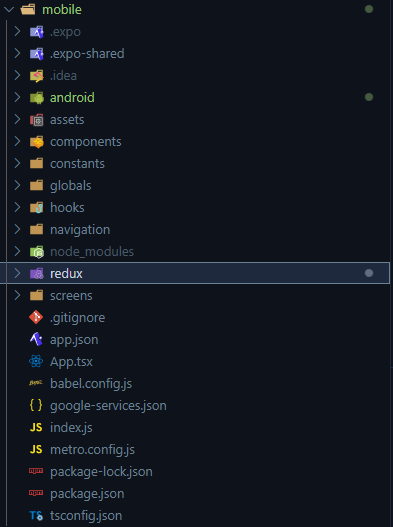 mobile
.expo
.expo-shared
.idea
android
assets
components
constants
globals
hooks
navigation
node_modules
redux
screens
.gitignore
app.json
App.tsx
babel.config.js
{ } google-services.json
JS index.js
JS metro.config.js
package-lock.json
package.json
TS tsconfig.json